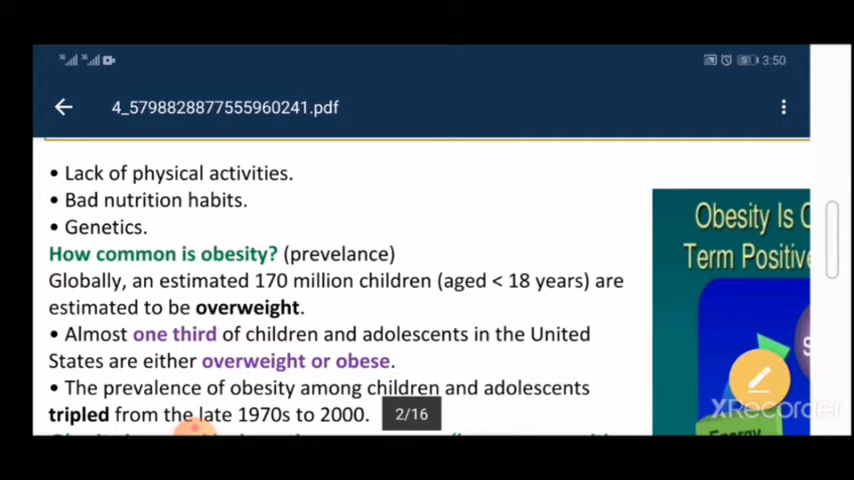 3:50
4_5798828877555960241.pdf
• Lack of physical activities.
• Bad nutrition habits.
• Genetics.
How common is obesity? (prevelance)
Globally, an estimated 170 million children (aged < 18 years) are
estimated to be overweight.
• Almost one third of children and adolescents in the United
States are either overweight or obese.
• The prevalence of obesity among children and adolescents
tripled from the late 1970s to 2000.
2/16
Obesity Is
Term Positive
Energy
XRecorder